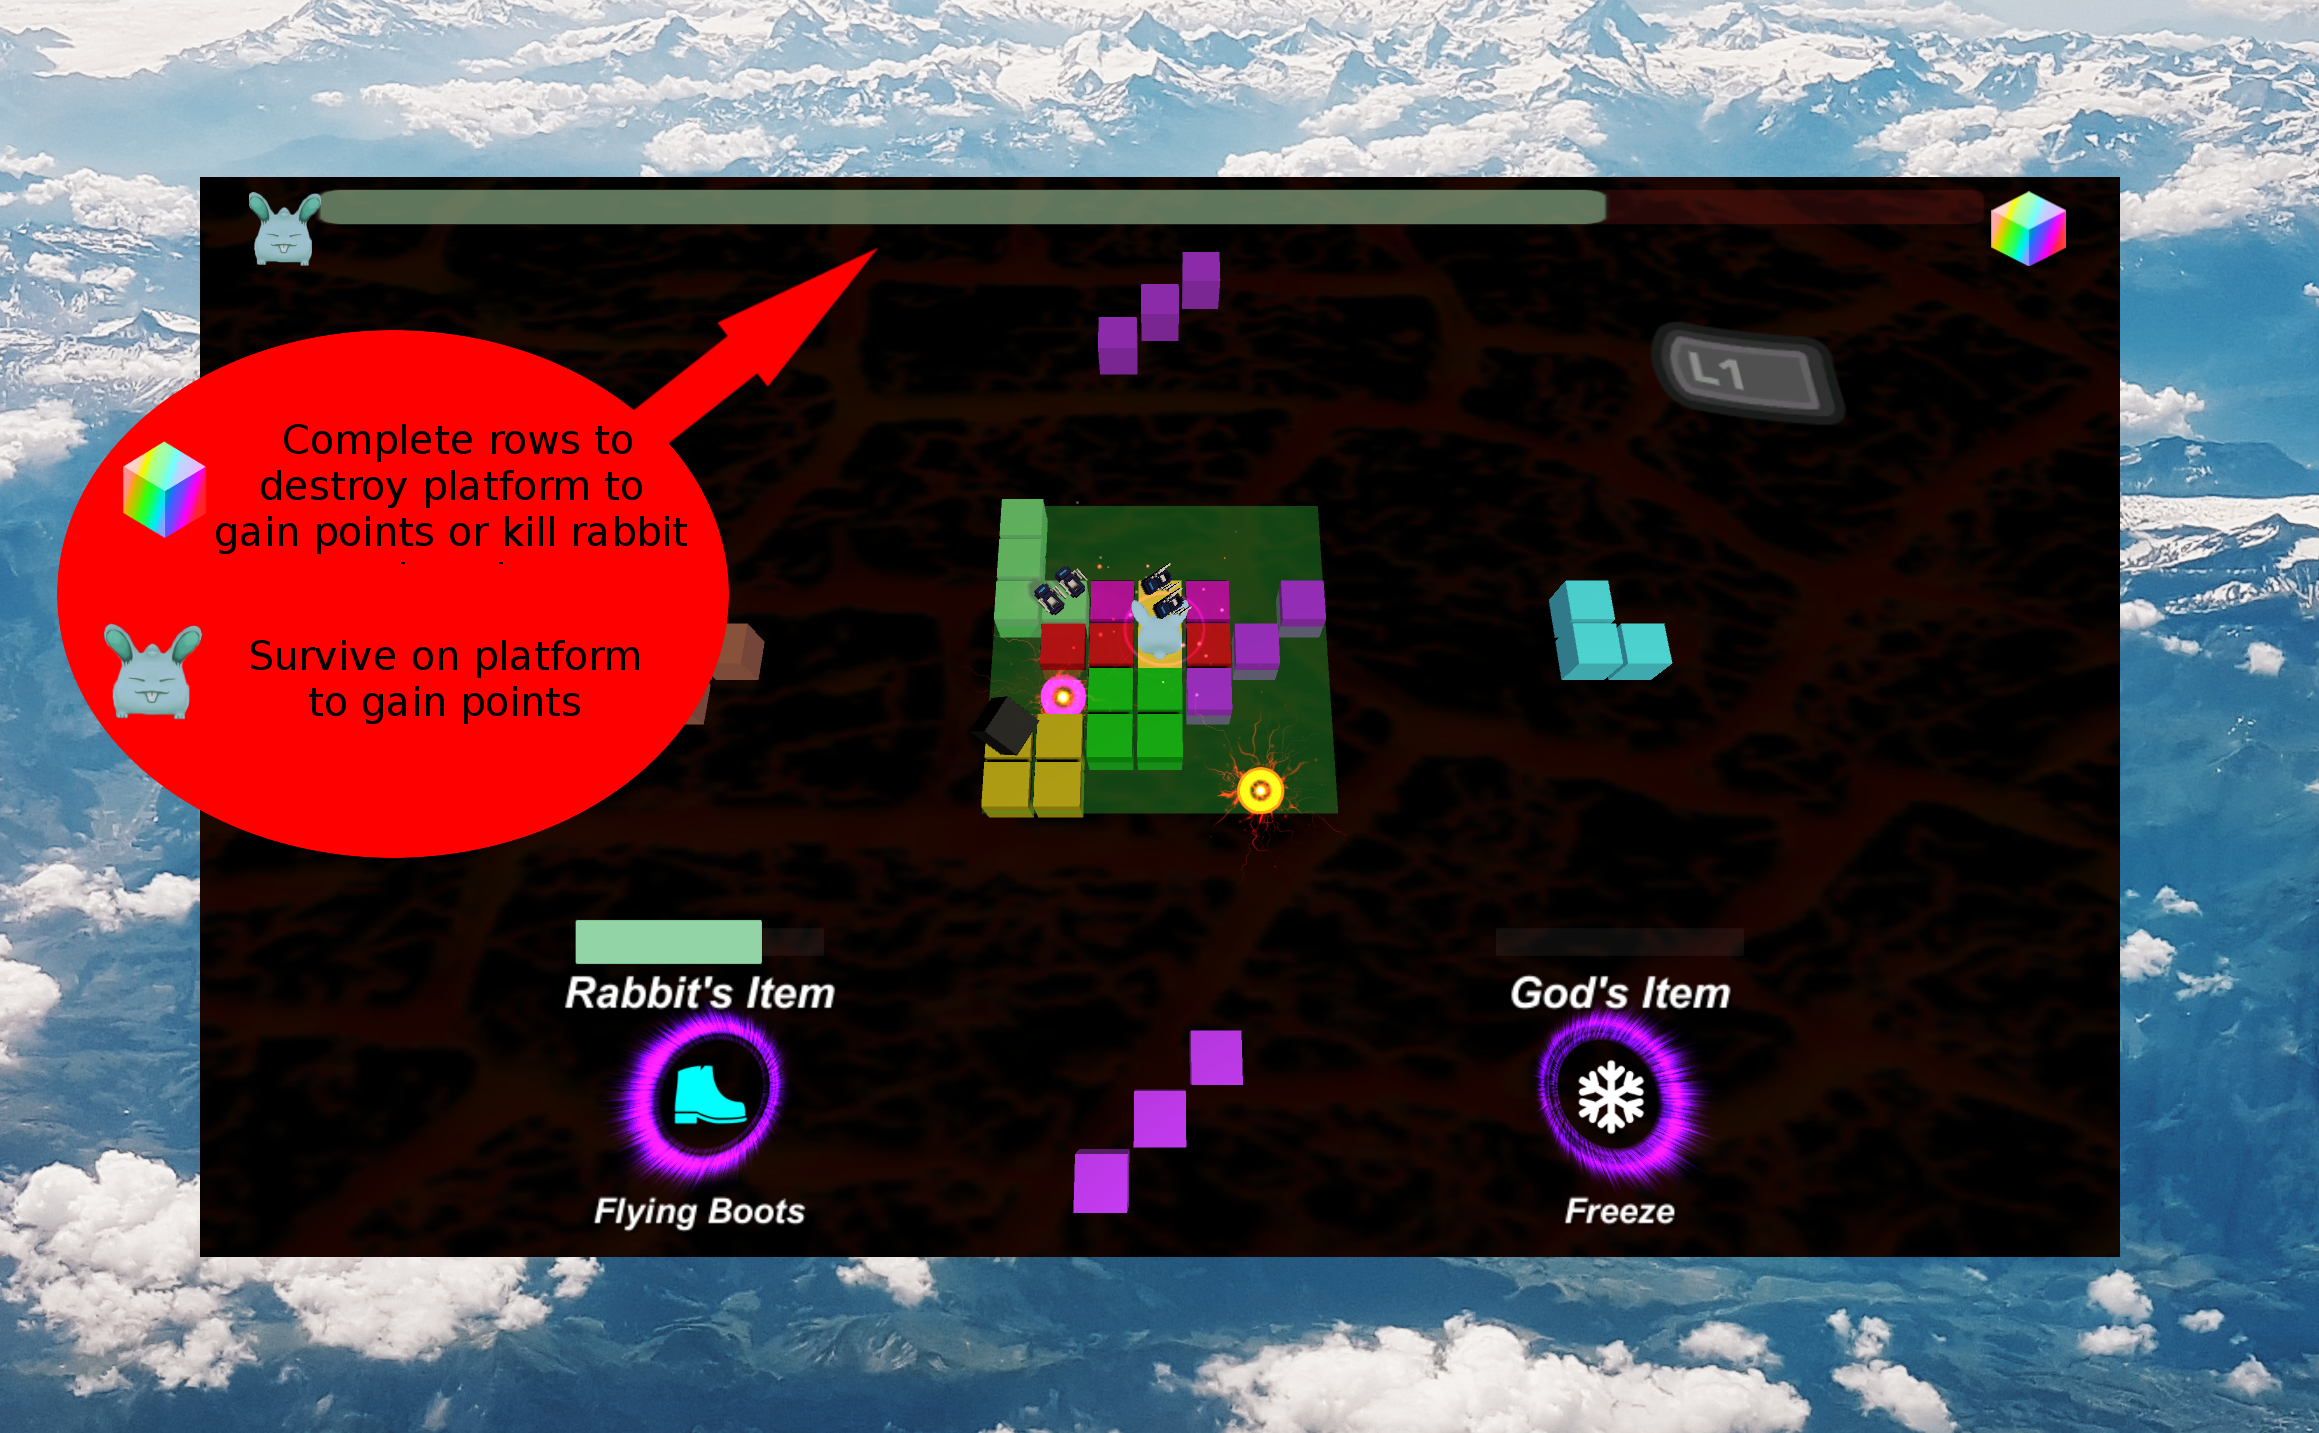 L1
Complete rows to
destroy platform to
gain points or kill rabbit
Survive on platform
to gain points
Rabbit's Item
God's Item
Flying Boots
Freeze